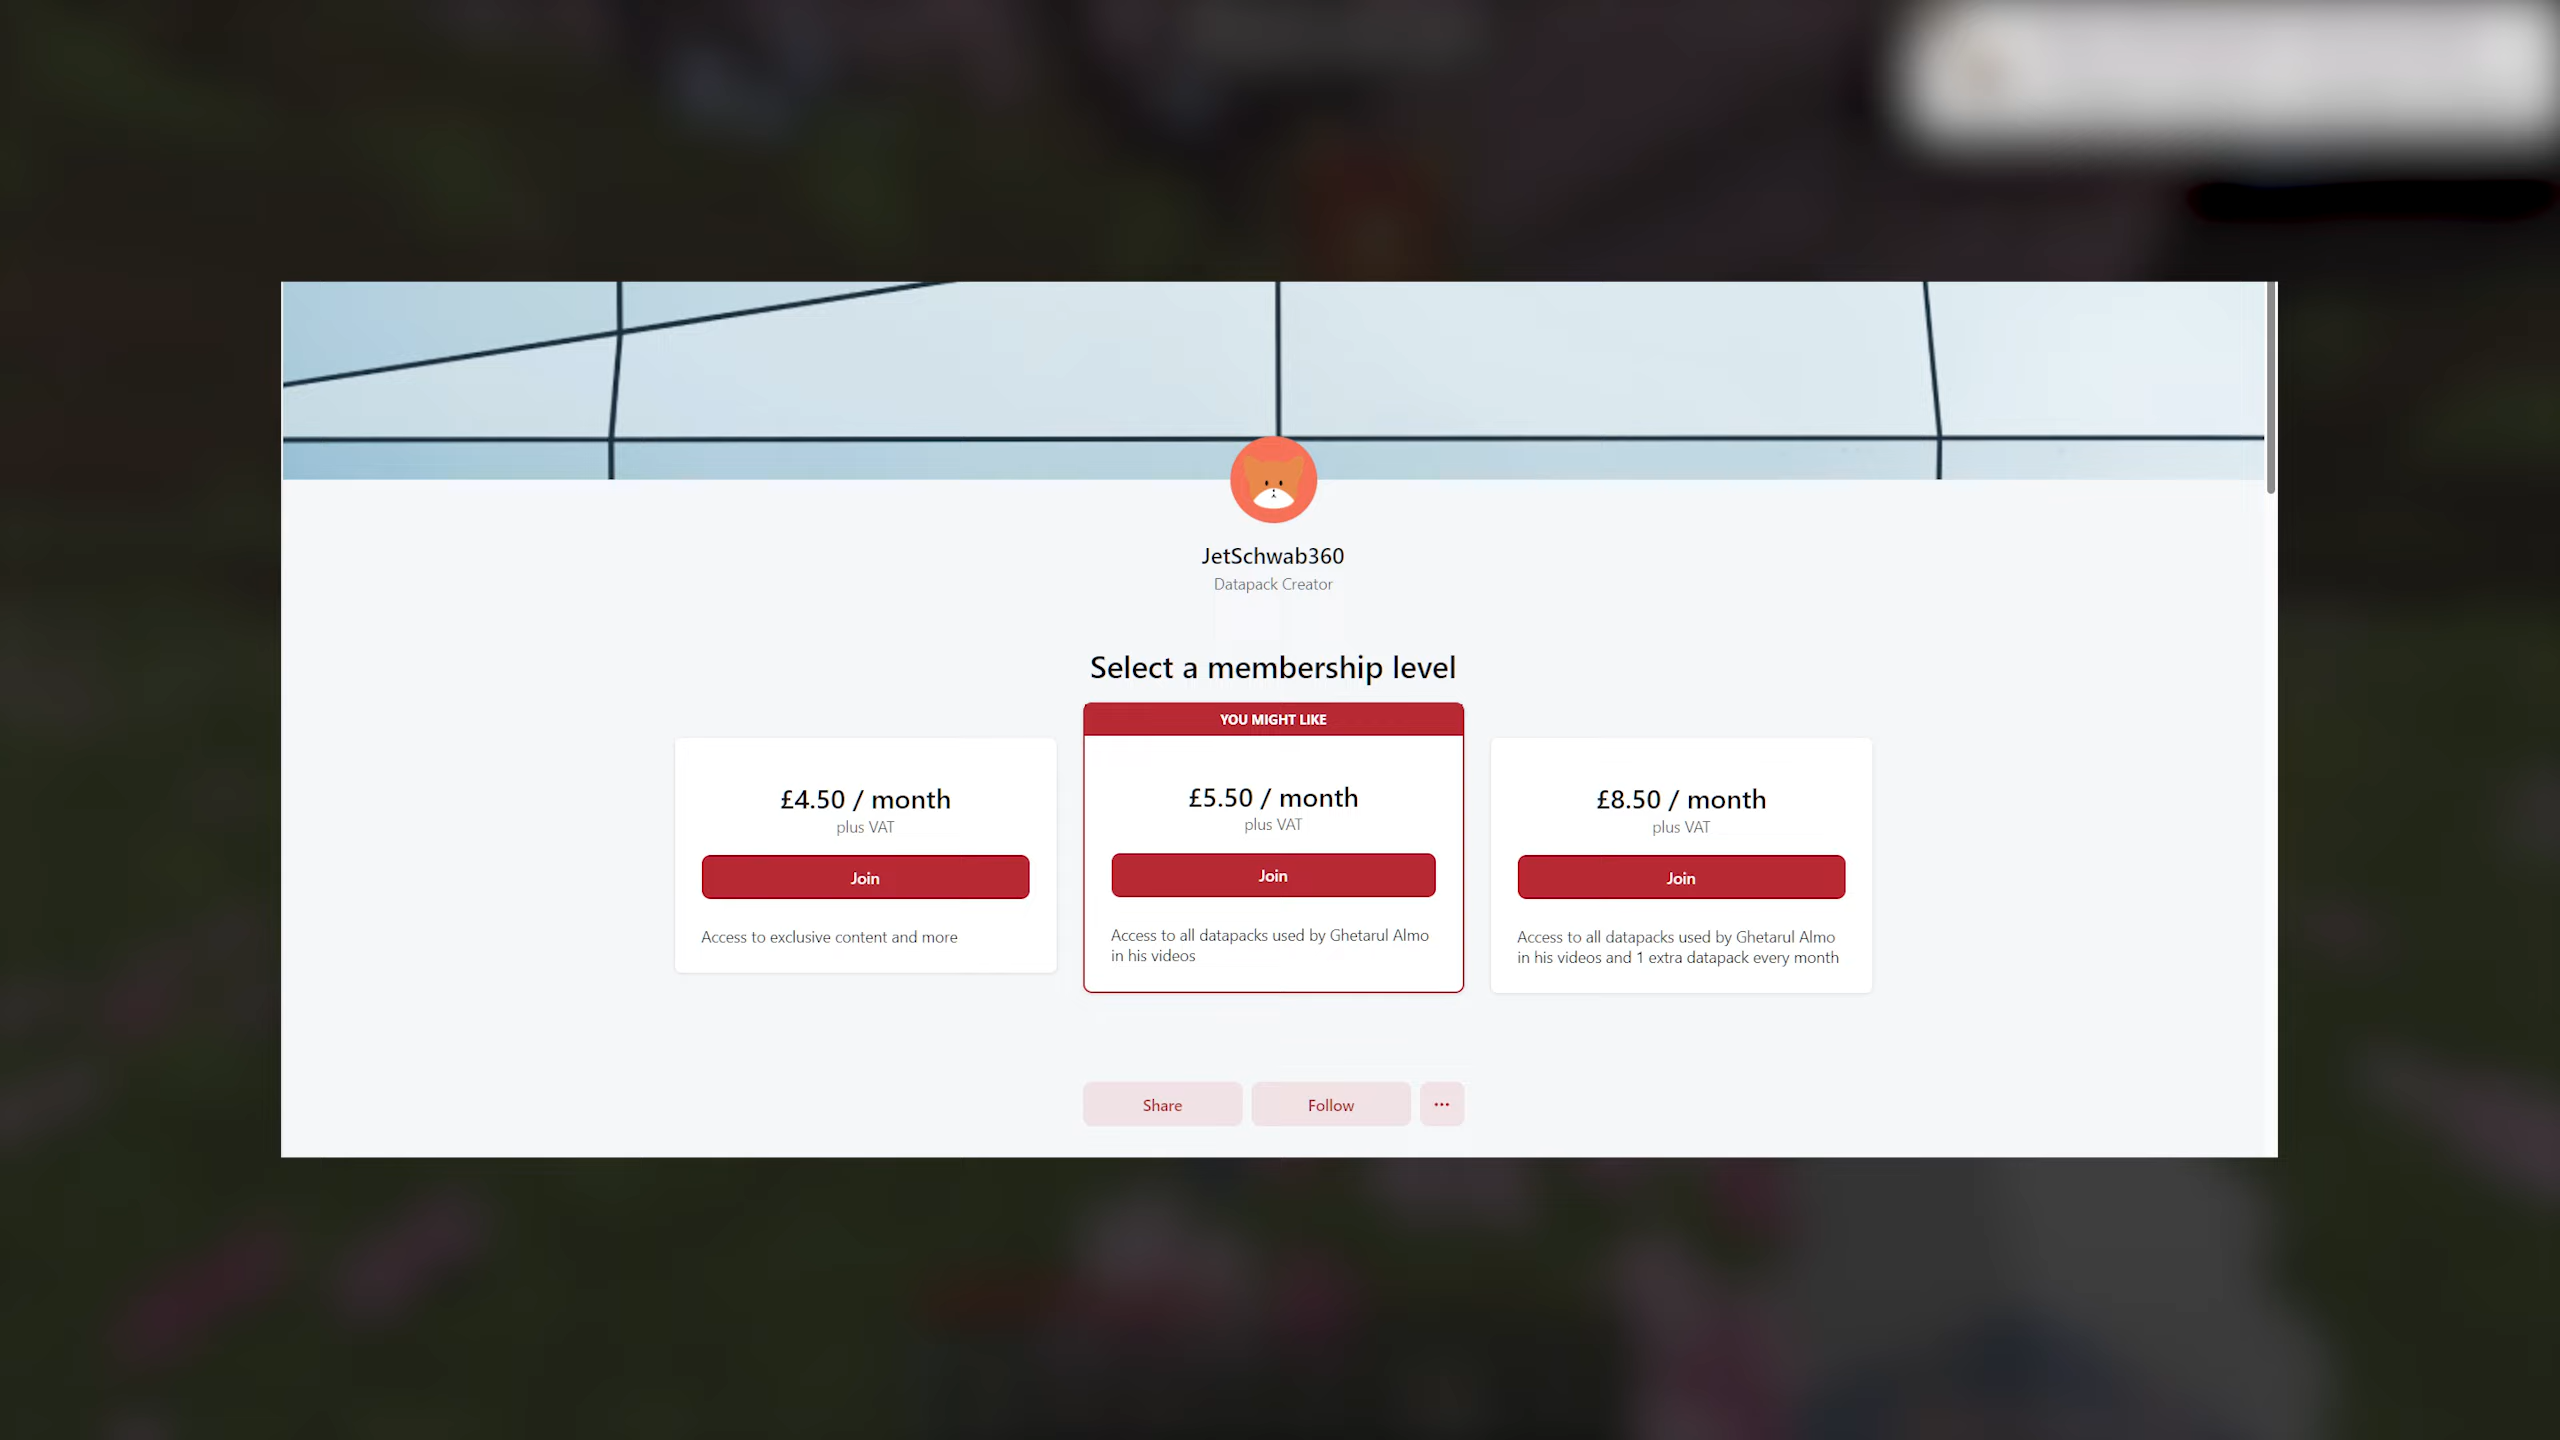 JetSchwab360
Datapack Creator
Select a membership level
YOU MIGHT LIKE
£4.50 / month
plus VAT
Join
Access to exclusive content and more
£5.50 / month
plus VAT
Join
Access to all datapacks used by Ghetarul Almo
in his videos
£8.50 / month
plus VAT
Join
Access to all datapacks used by Ghetarul Almo
in his videos and 1 extra datapack every month
Share
Follow
...